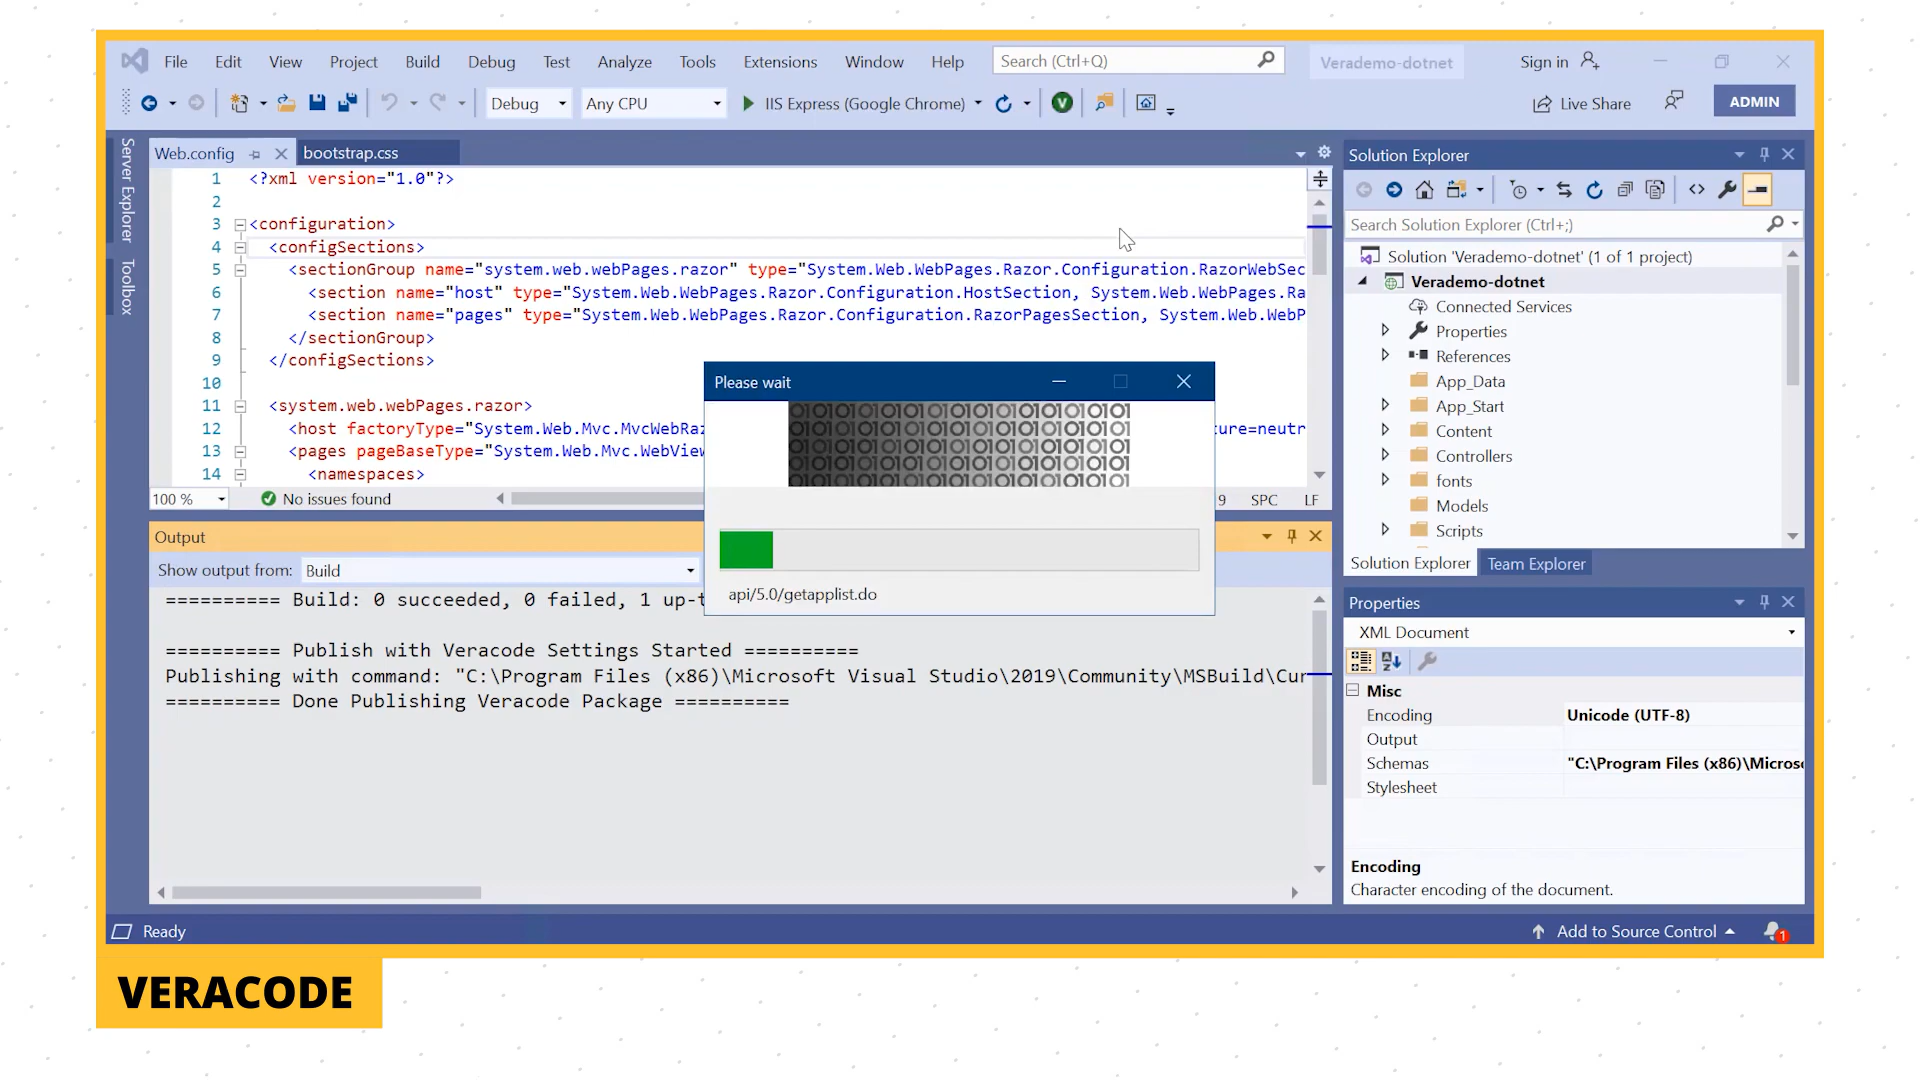 File Edit View Project Build Debug Test Analyze Tools Extensions Window Help Search (Ctrl+Q) Verademo-dotnet Sign in
Debug Any CPU IIS Express (Google Chrome) V Live Share ADMIN
Server Explorer
Toolbox
Web.config bootstrap.css
1 <?xml version="1.0"?>
2
3 <configuration>
4 <configSections>
5 <sectionGroup name="system.web.webPages.razor" type="System.Web.WebPages.Razor.Configuration.RazorWebSec
6 <section name="host" type="System.Web.WebPages.Razor.Configuration.HostSection, System.Web.WebPages.Ra
7 <section name="pages" type="System.Web.WebPages.Razor.Configuration.RazorPagesSection, System.Web.WebP
8 </sectionGroup>
9 </configSections>
10
11 <system.web.webPages.razor>
12 <host factoryType="System.Web.Mvc.MvcWebRaz ure=neutr
13 <pages pageBaseType="System.Web.Mvc.WebView
14 <namespaces>
100 % No issues found 9 SPC LF
Please wait
api/5.0/getapplist.do
Output
Show output from: Build
========== Build: 0 succeeded, 0 failed, 1 up-t
========== Publish with Veracode Settings Started ==========
Publishing with command: "C:\Program Files (x86)\Microsoft Visual Studio\2019\Community\MSBuild\Cur
========== Done Publishing Veracode Package ==========
Solution Explorer
Search Solution Explorer (Ctrl+;)
Solution 'Verademo-dotnet' (1 of 1 project)
Verademo-dotnet
Connected Services
Properties
References
App_Data
App_Start
Content
Controllers
fonts
Models
Scripts
Solution Explorer Team Explorer
Properties
XML Document
Misc
Encoding Unicode (UTF-8)
Output
Schemas "C:\Program Files (x86)\Microso
Stylesheet
Encoding
Character encoding of the document.
Ready Add to Source Control 1
VERACODE